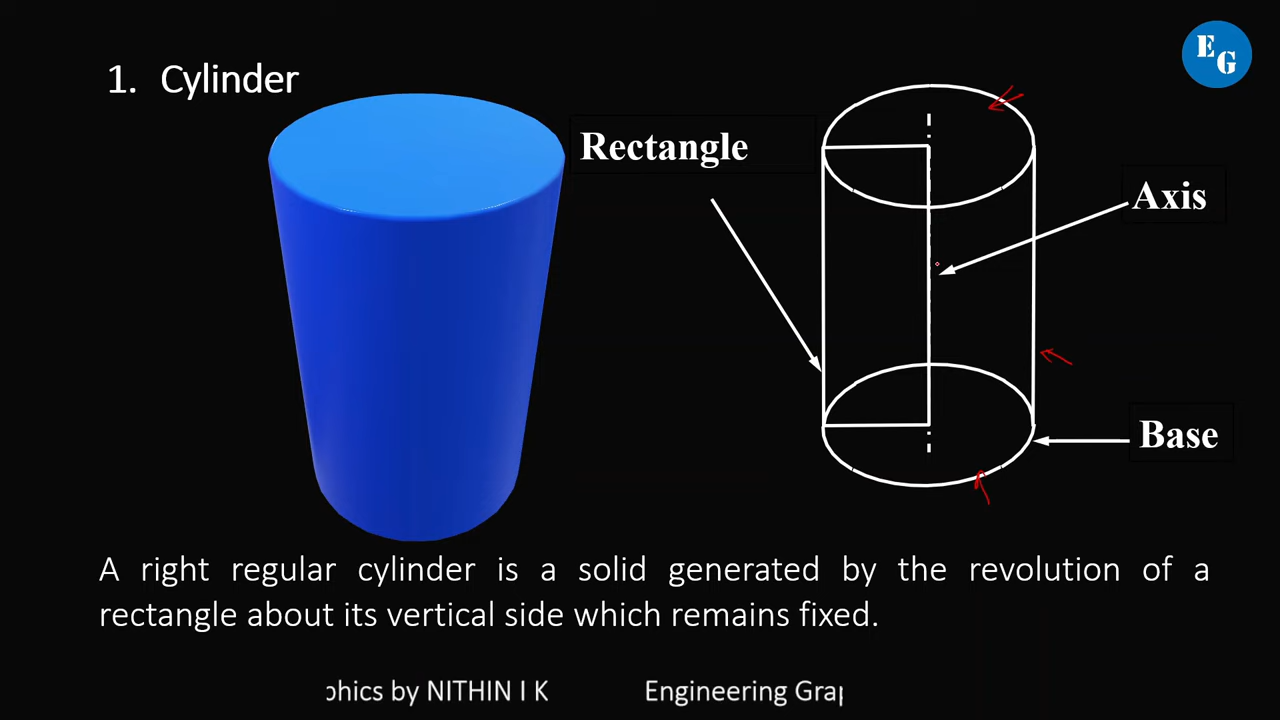 E
G
1. Cylinder
Rectangle
Axis
Base
A right regular cylinder is a solid generated by the revolution of a
rectangle about its vertical side which remains fixed.
by NITHIN I K Engineering